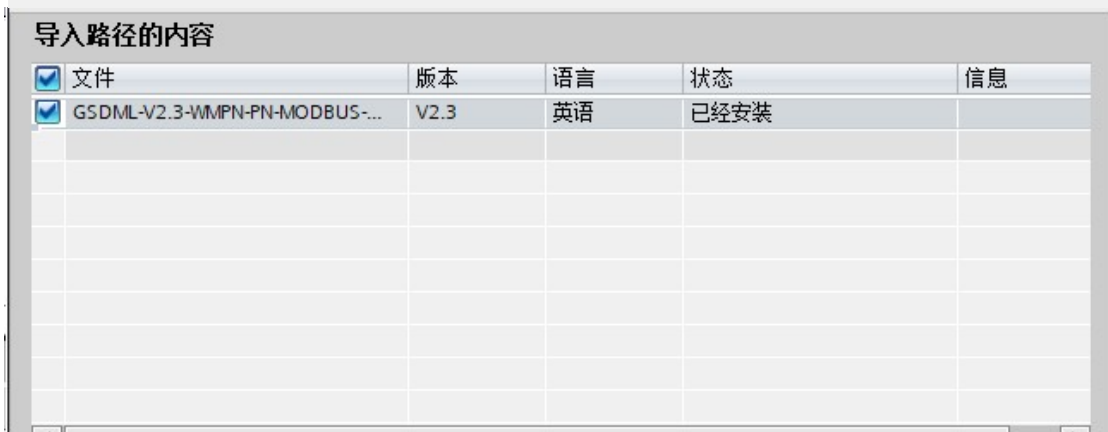 导入路径的内容
文件 版本 语言 状态 信息
GSDML-V2.3-WMPN-PN-MODBUS-... V2.3 英语 已经安装